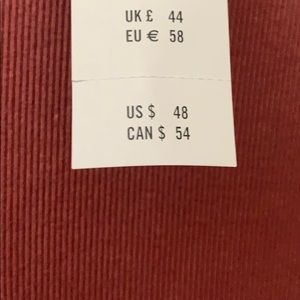 UK £ 44
EU € 58
US $ 48
CAN $ 54